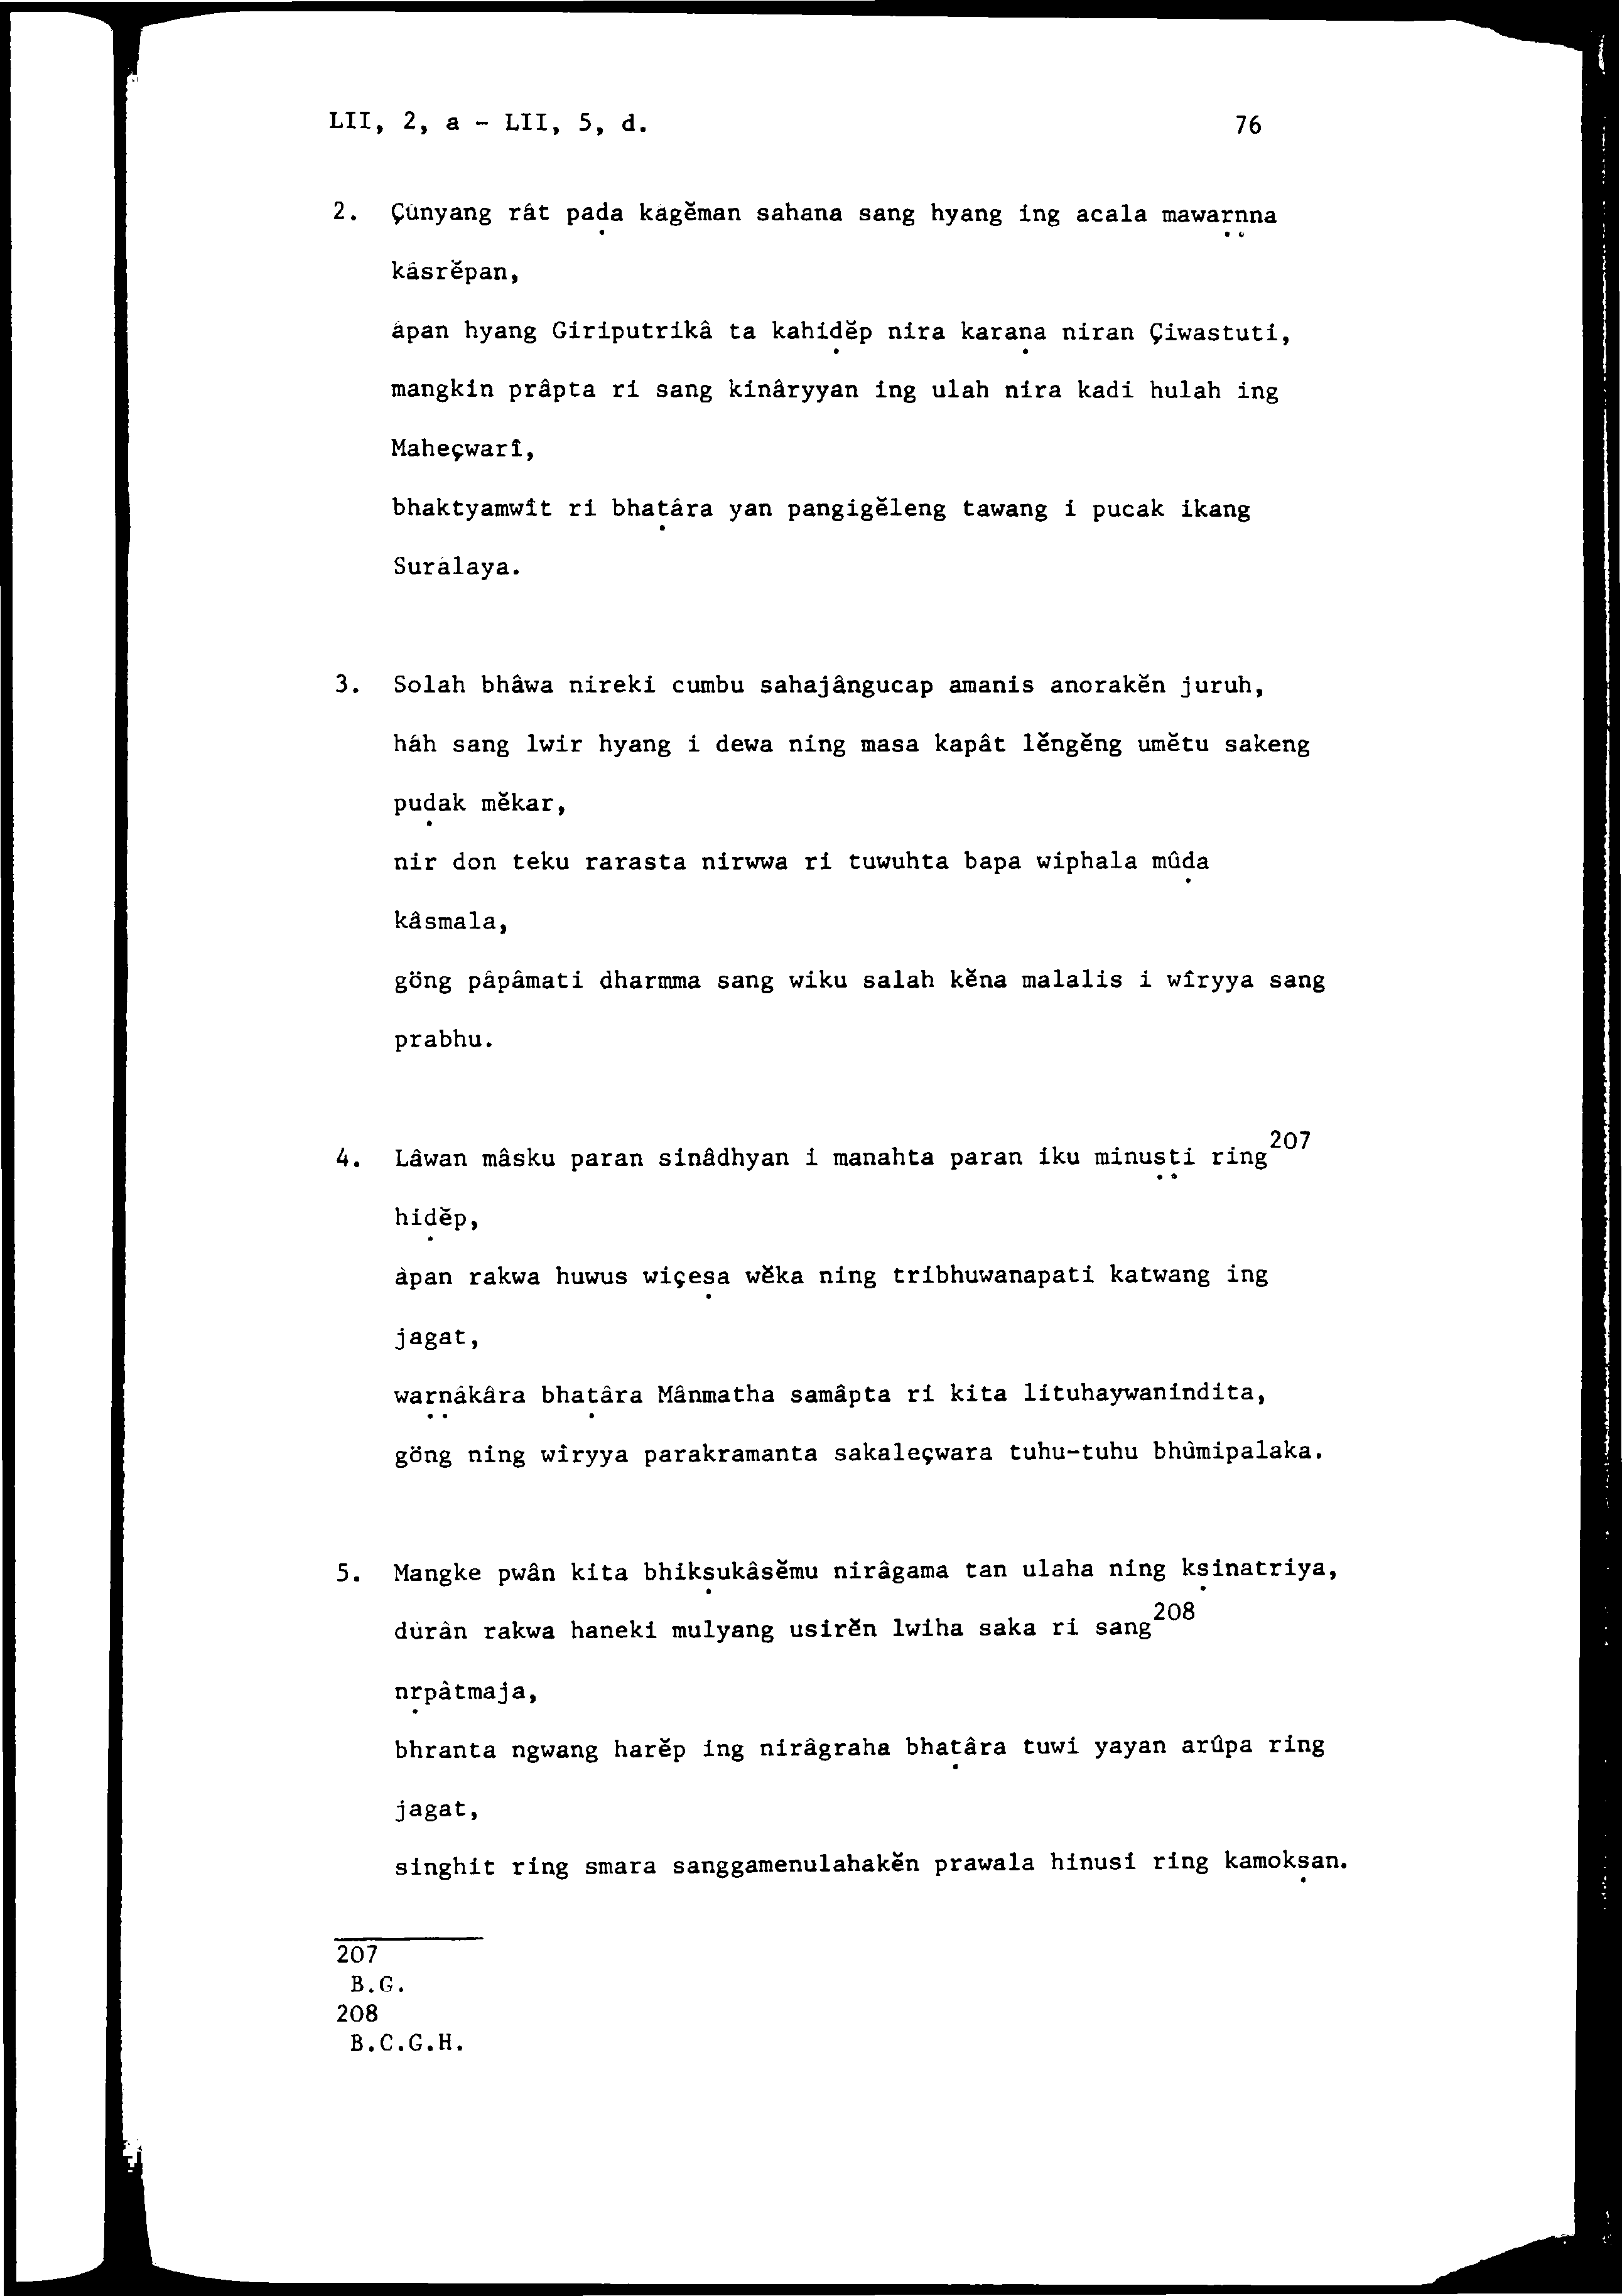 LII, 2, a - LII, 5, d. 76
2. Çûnyang rât paḍa kâgĕman sahana sang hyang ing acala mawarṇṇa
kâsrĕpan,
âpan hyang Giriputrikâ ta kahiḍĕp nira karaṇa niran Çiwastuti,
mangkin prâpta ri sang kinâryyan ing ulah nira kadi hulah ing
Maheçwarî,
bhaktyamwît ri bhaṭâra yan pangigĕleng tawang i pucak ikang
Surâlaya.
3. Solah bhâwa nireki cumbu sahajângucap amanis anorakĕn juruh,
hâh sang lwir hyang i dewa ning masa kapât lĕngĕng umĕtu sakeng
puḍak mĕkar,
nir don teku rarasta nirwwa ri tuwuhta bapa wiphala mûḍa
kâsmala,
göng pâpâmati dharmma sang wiku salah kĕna malalis i wîryya sang
prabhu.
4. Lâwan mâsku paran sinâdhyan i manahta paran iku minuṣṭi ring 207
hiḍĕp,
âpan rakwa huwus wiçeṣa wĕka ning tribhuwanapati katwang ing
jagat,
warṇâkâra bhaṭâra Mânmatha samâpta ri kita lituhaywanindita,
göng ning wîryya parakramanta sakaleçwara tuhu-tuhu bhûmipalaka.
5. Mangke pwân kita bhikṣukâsĕmu nirâgama tan ulaha ning kṣinatriya,
dûrân rakwa haneki mulyang usirĕn lwiha saka ri sang 208
nṛpâtmaja,
bhranta ngwang harĕp ing nirâgraha bhaṭâra tuwi yayan arûpa ring
jagat,
singhit ring smara sanggamenulahakĕn prawala hinusi ring kamokṣan.
207
B.G.
208
B.C.G.H.